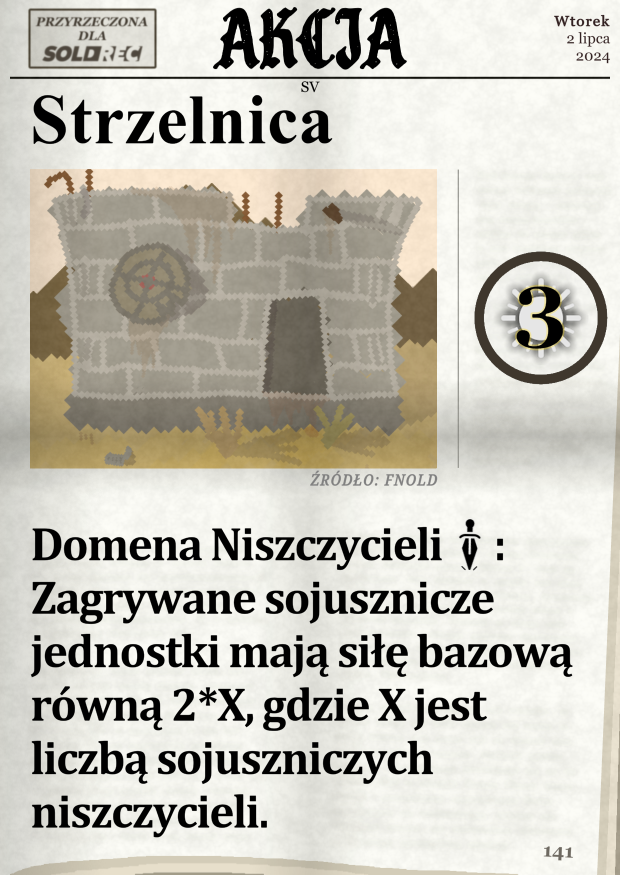 PRZYRZECZONA
DLA
SOLDREC
AKCJA
Wtorek
2 lipca
2024
SV
Strzelnica
3
ŹRÓDŁO: FNOLD
Domena Niszczycieli :
Zagrywane sojusznicze
jednostki mają siłę bazową
równą 2*X, gdzie X jest
liczbą sojuszniczych
niszczycieli.
141